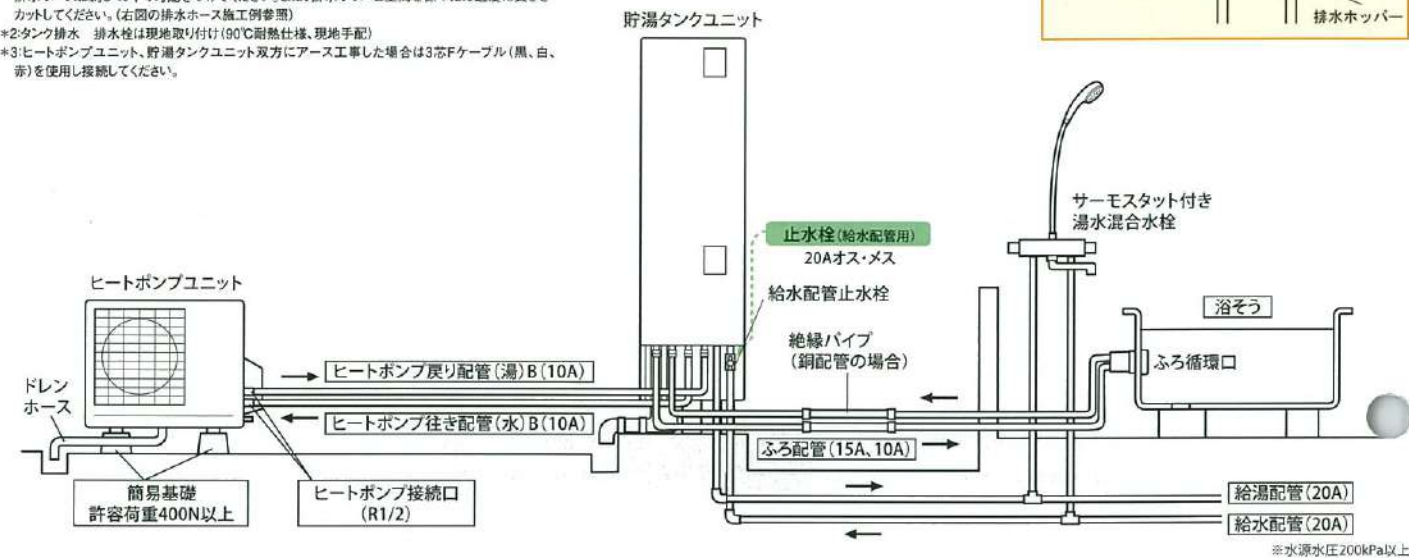 カットしてください。(右図の排水ホース施工例参照)
*2:タンク排水 排水栓は現地取り付け(90℃耐熱仕様、現地手配)
*3:ヒートポンプユニット、貯湯タンクユニット双方にアース工事した場合は3芯Fケーブル(黒、白、
赤)を使用し接続してください。
排水ホッパー
貯湯タンクユニット
サーモスタット付き
湯水混合水栓
止水栓(給水配管用)
20Aオス・メス
給水配管止水栓
ヒートポンプユニット
浴そう
絶縁パイプ
(銅配管の場合)
ふろ循環口
ヒートポンプ戻り配管(湯)B(10A)
ドレン
ホース
ヒートポンプ往き配管(水)B(10A)
ふろ配管(15A、10A)
簡易基礎
許容荷重400N以上
ヒートポンプ接続口
(R1/2)
給湯配管(20A)
給水配管(20A)
※水源水圧200kPa以上